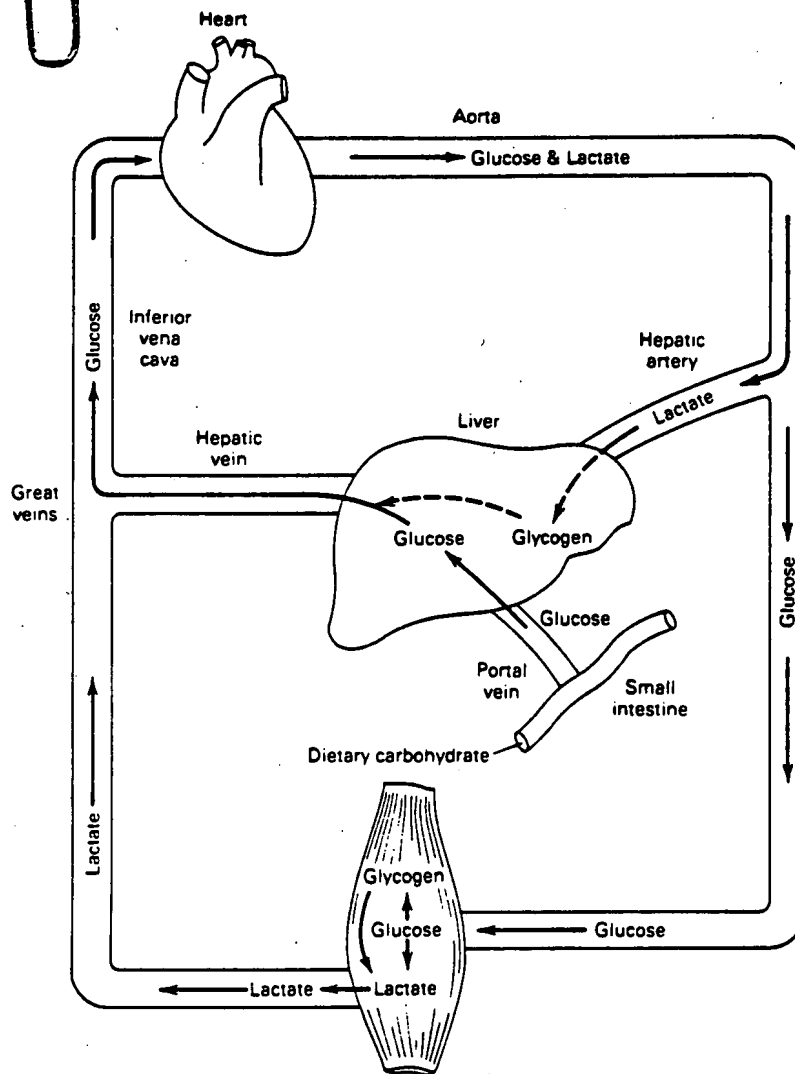 Heart
Aorta
Glucose & Lactate
Glucose
Inferior
vena
cava
Hepatic
artery
Lactate
Liver
Hepatic
vein
Great
veins
Glucose
Glycogen
Glucose
Glucose
Portal
vein
Small
intestine
Dietary carbohydrate
Lactate
Glycogen
Glucose
Glucose
Lactate
Lactate